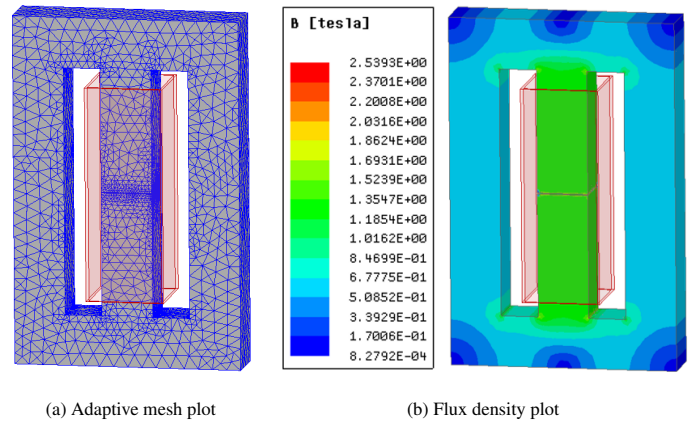 B [tesla]
2.5393E+00
2.3701E+00
2.2008E+00
2.0316E+00
1.8624E+00
1.6931E+00
1.5239E+00
1.3547E+00
1.1854E+00
1.0162E+00
8.4699E-01
6.7775E-01
5.0852E-01
3.3929E-01
1.7006E-01
8.2792E-04
(a) Adaptive mesh plot
(b) Flux density plot